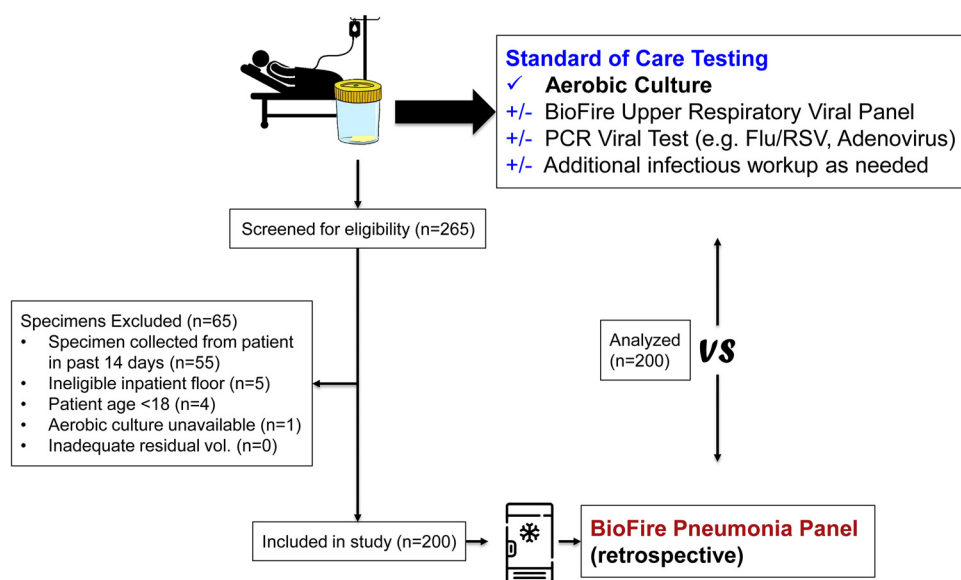 Standard of Care Testing
✓ Aerobic Culture
+/- BioFire Upper Respiratory Viral Panel
+/- PCR Viral Test (e.g. Flu/RSV, Adenovirus)
+/- Additional infectious workup as needed
Screened for eligibility (n=265)
Specimens Excluded (n=65)
• Specimen collected from patient
in past 14 days (n=55)
• Ineligible inpatient floor (n=5)
• Patient age <18 (n=4)
• Aerobic culture unavailable (n=1)
• Inadequate residual vol. (n=0)
Analyzed
(n=200)
VS
Included in study (n=200)
BioFire Pneumonia Panel
(retrospective)